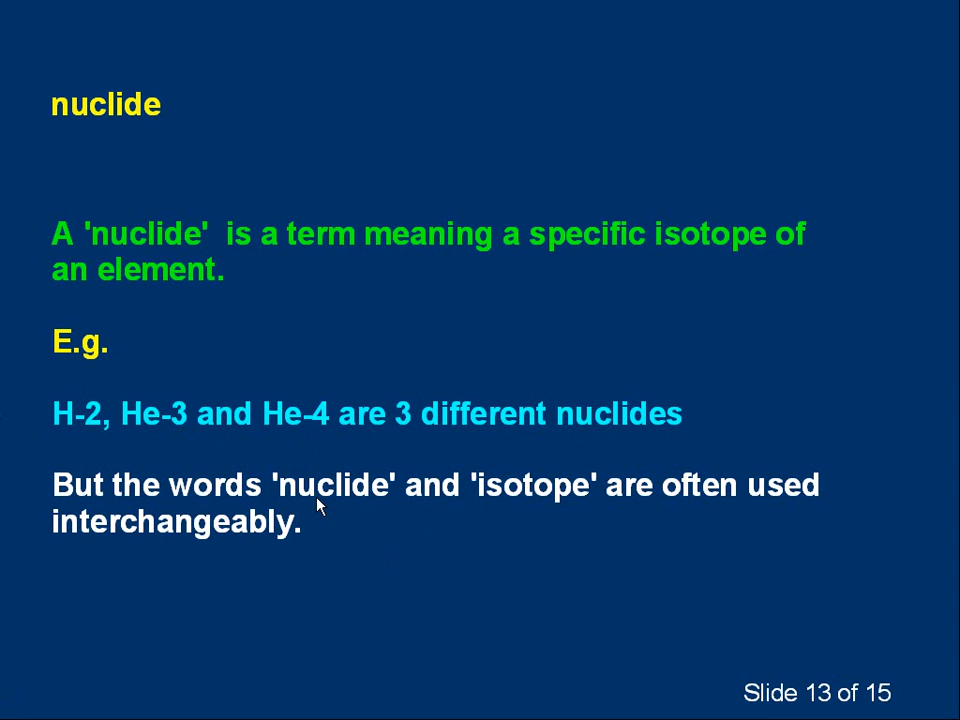 nuclide
A 'nuclide'  is a term meaning a specific isotope of
an element.
E.g.
H-2, He-3 and He-4 are 3 different nuclides
But the words 'nuclide' and 'isotope' are often used
interchangeably.
Slide 13 of 15